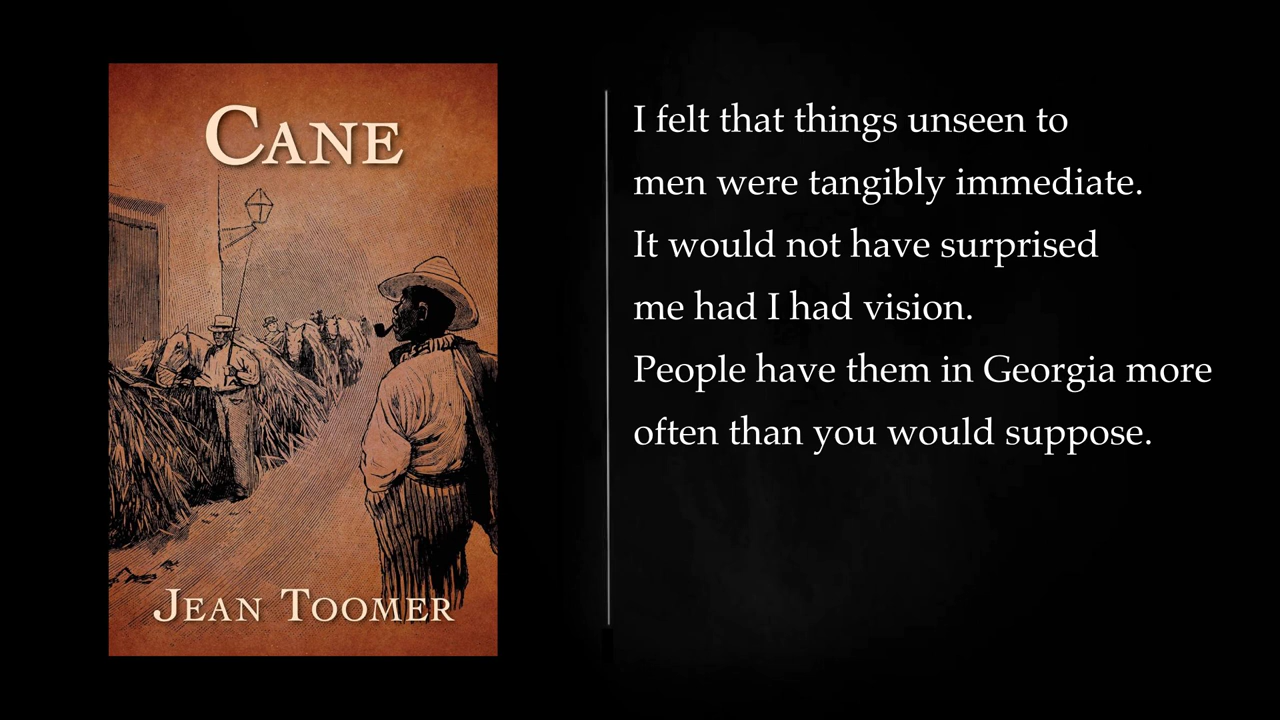 CANE
JEAN TOOMER
I felt that things unseen to
men were tangibly immediate.
It would not have surprised
me had I had vision.
People have them in Georgia more
often than you would suppose.